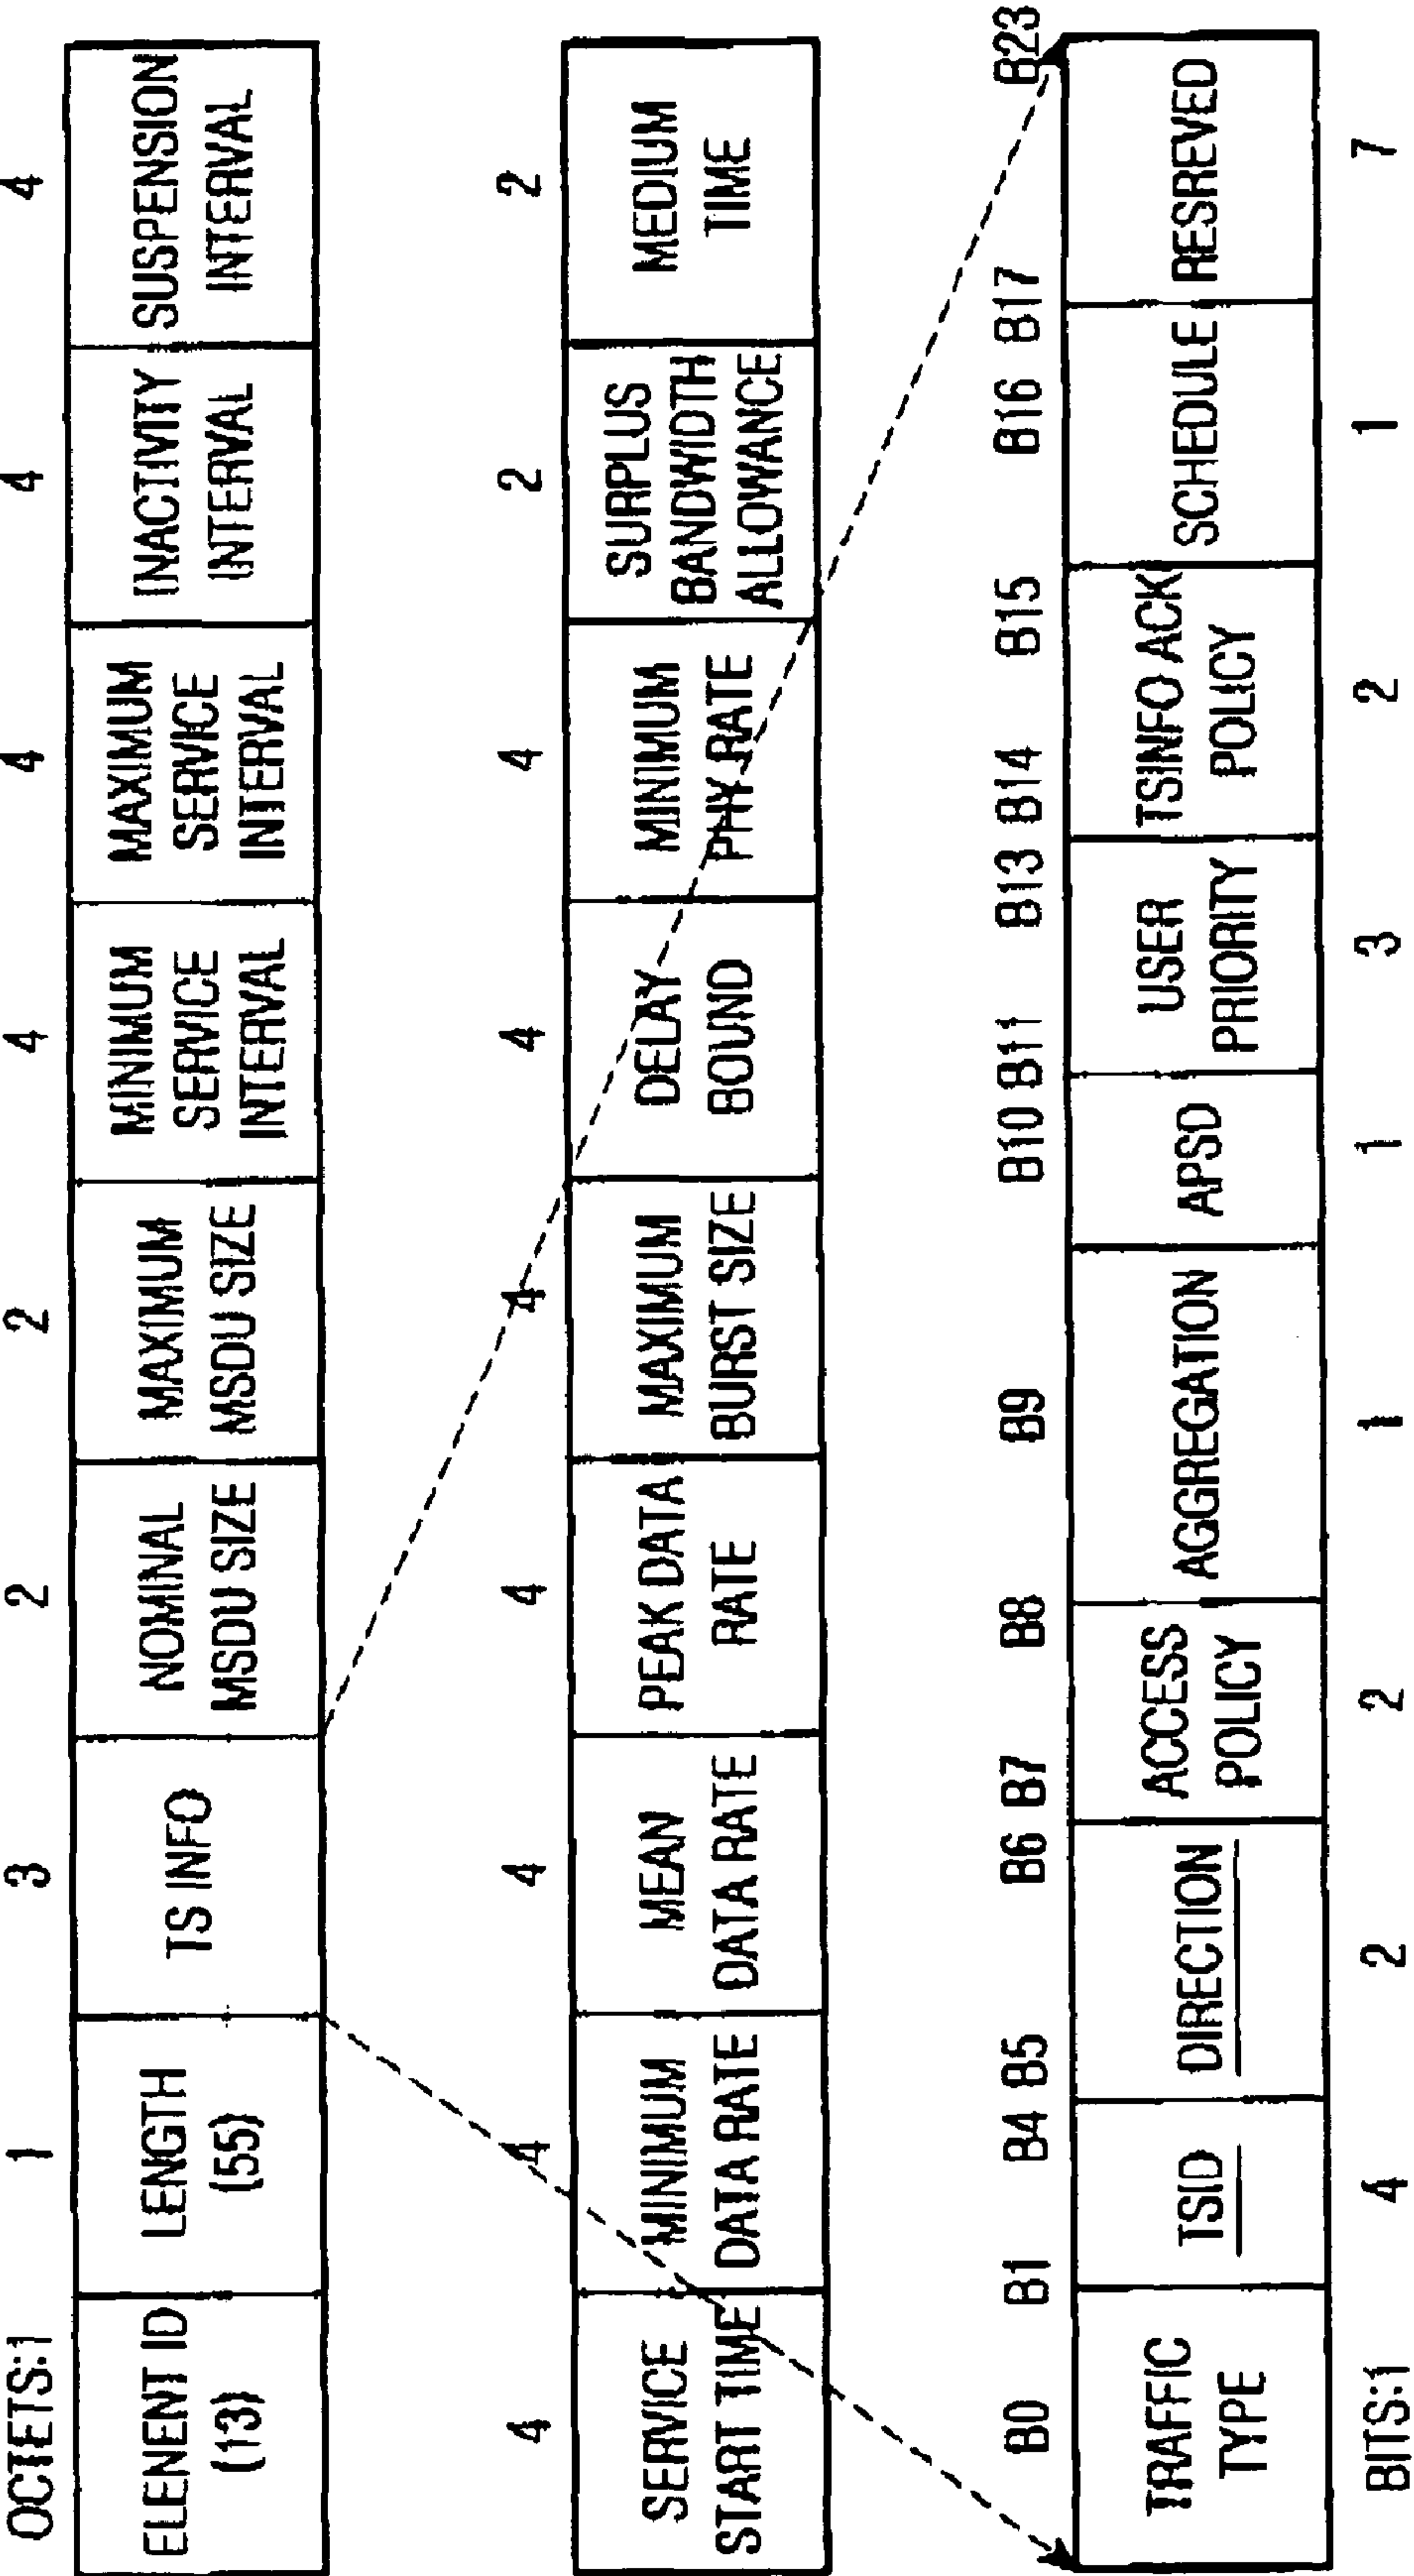 OCTETS:1 1 3 2 2 4 4 4 4
ELENENT ID
(13)
LENGTH
(55)
TS INFO
NOMINAL
MSDU SIZE
MAXIMUM
MSDU SIZE
MINIMUM
SERVICE
INTERVAL
MAXIMUM
SERVICE
INTERVAL
INACTIVITY
INTERVAL
SUSPENSION
INTERVAL
4 4 4 4 4 4 4 2 2
SERVICE
START TIME
MINIMUM
DATA RATE
MEAN
DATA RATE
PEAK DATA
RATE
MAXIMUM
BURST SIZE
DELAY
BOUND
MINIMUM
PHY RATE
SURPLUS
BANDWIDTH
ALLOWANCE
MEDIUM
TIME
B0 B1 B4 B5 B6 B7 B8 B9 B10 B11 B13 B14 B15 B16 B17 B23
TRAFFIC
TYPE
TSID
DIRECTION
ACCESS
POLICY
AGGREGATION
APSD
USER
PRIORITY
TSINFO ACK
POLICY
SCHEDULE
RESREVED
BITS:1 4 2 2 1 1 3 2 1 7